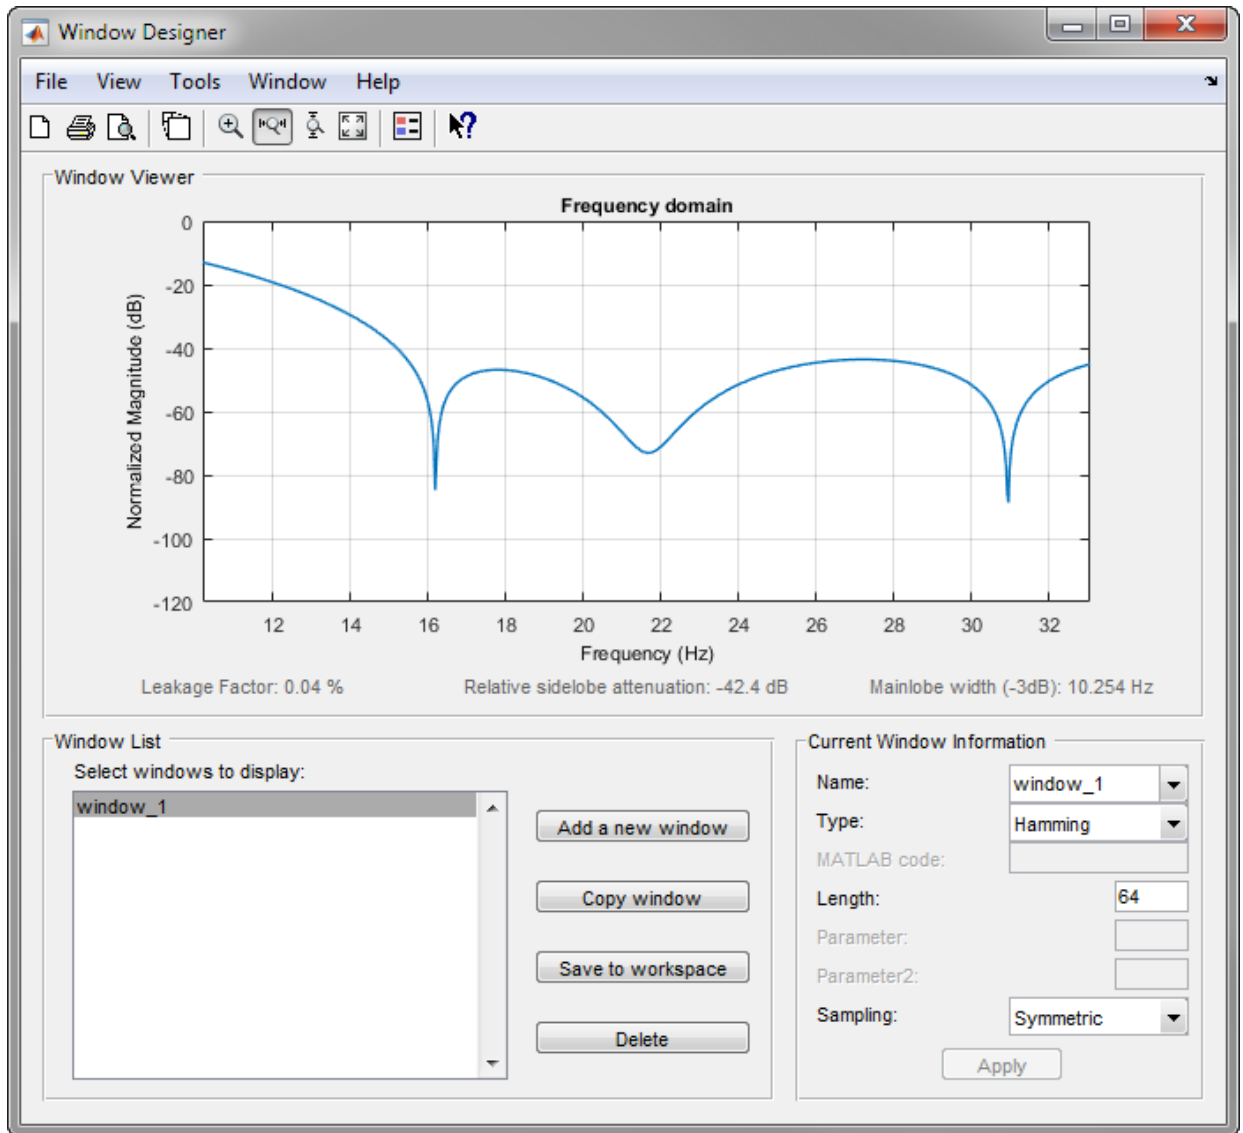 Window Designer
File View Tools Window Help
Window Viewer
Frequency domain
0
-20
-40
-60
-80
-100
-120
Normalized Magnitude (dB)
12 14 16 18 20 22 24 26 28 30 32
Frequency (Hz)
Leakage Factor: 0.04 % Relative sidelobe attenuation: -42.4 dB Mainlobe width (-3dB): 10.254 Hz
Window List
Select windows to display:
window_1
Add a new window
Copy window
Save to workspace
Delete
Current Window Information
Name: window_1
Type: Hamming
MATLAB code:
Length: 64
Parameter:
Parameter2:
Sampling: Symmetric
Apply